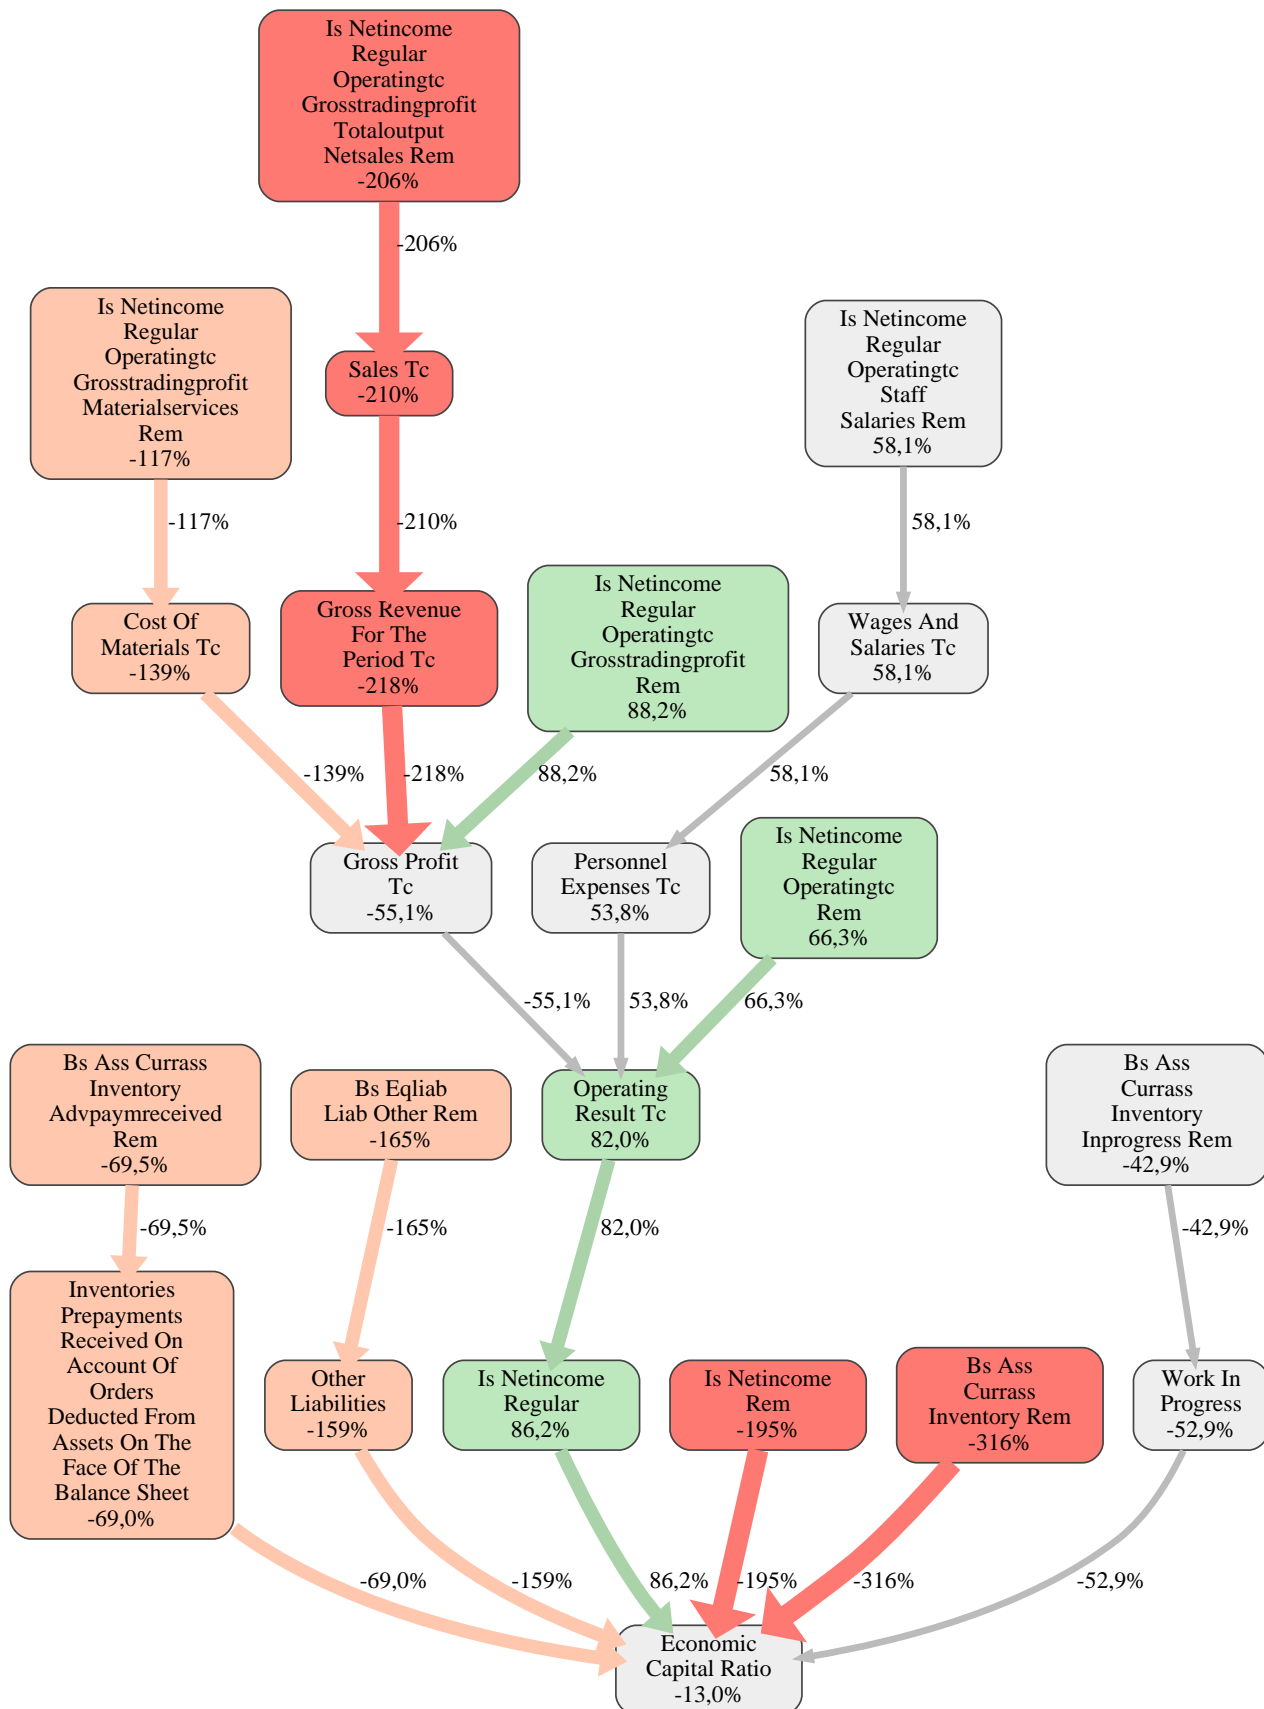 Is Netincome
Regular
Operatingtc
Grosstradingprofit
Totaloutput
Netsales Rem
-206%
-206%
Is Netincome
Regular
Operatingtc
Grosstradingprofit
Materialservices
Rem
-117%
Sales Tc
-210%
Is Netincome
Regular
Operatingtc
Staff
Salaries Rem
58,1%
-117%
-210%
58,1%
Cost Of
Materials Tc
-139%
Gross Revenue
For The
Period Tc
-218%
Is Netincome
Regular
Operatingtc
Grosstradingprofit
Rem
88,2%
Wages And
Salaries Tc
58,1%
-139%
-218%
88,2%
58,1%
Gross Profit
Tc
-55,1%
Personnel
Expenses Tc
53,8%
Is Netincome
Regular
Operatingtc
Rem
66,3%
-55,1%
53,8%
66,3%
Bs Ass Currass
Inventory
Advpaymreceived
Rem
-69,5%
Bs Eqliab
Liab Other Rem
-165%
Operating
Result Tc
82,0%
Bs Ass
Currass
Inventory
Inprogress Rem
-42,9%
-69,5%
-165%
82,0%
-42,9%
Inventories
Prepayments
Received On
Account Of
Orders
Deducted From
Assets On The
Face Of The
Balance Sheet
-69,0%
Other
Liabilities
-159%
Is Netincome
Regular
86,2%
Is Netincome
Rem
-195%
Bs Ass
Currass
Inventory Rem
-316%
Work In
Progress
-52,9%
-69,0%
-159%
86,2%
-195%
-316%
-52,9%
Economic
Capital Ratio
-13,0%